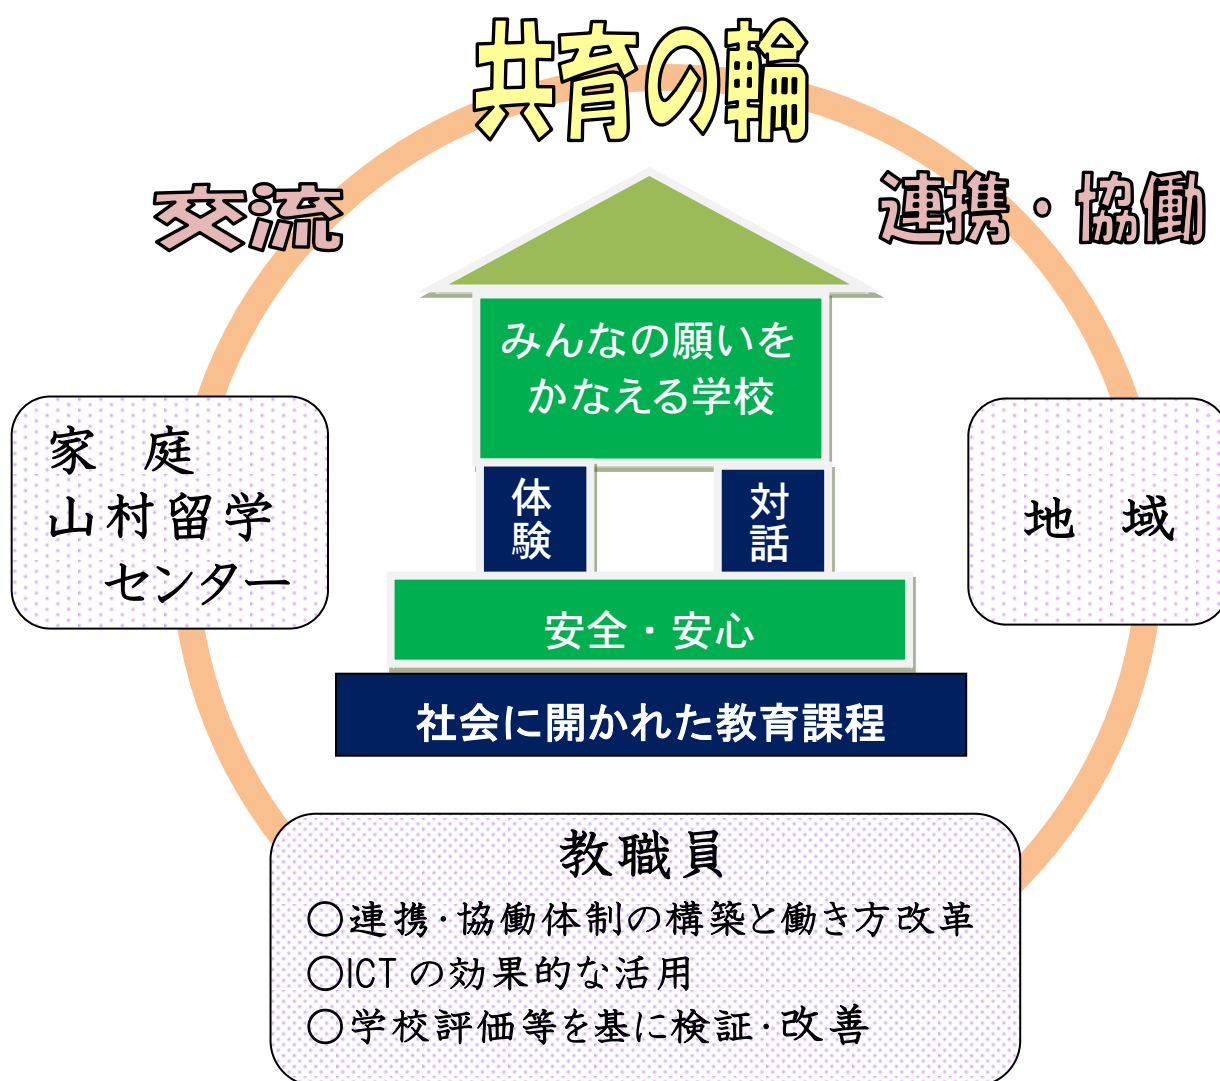 共育の輪
交流
連携・協働
みんなの願いを
かなえる学校
家　庭
山村留学
センター
体験
対話
地　域
安全・安心
社会に開かれた教育課程
教職員
○連携・協働体制の構築と働き方改革
○ICTの効果的な活用
○学校評価等を基に検証・改善